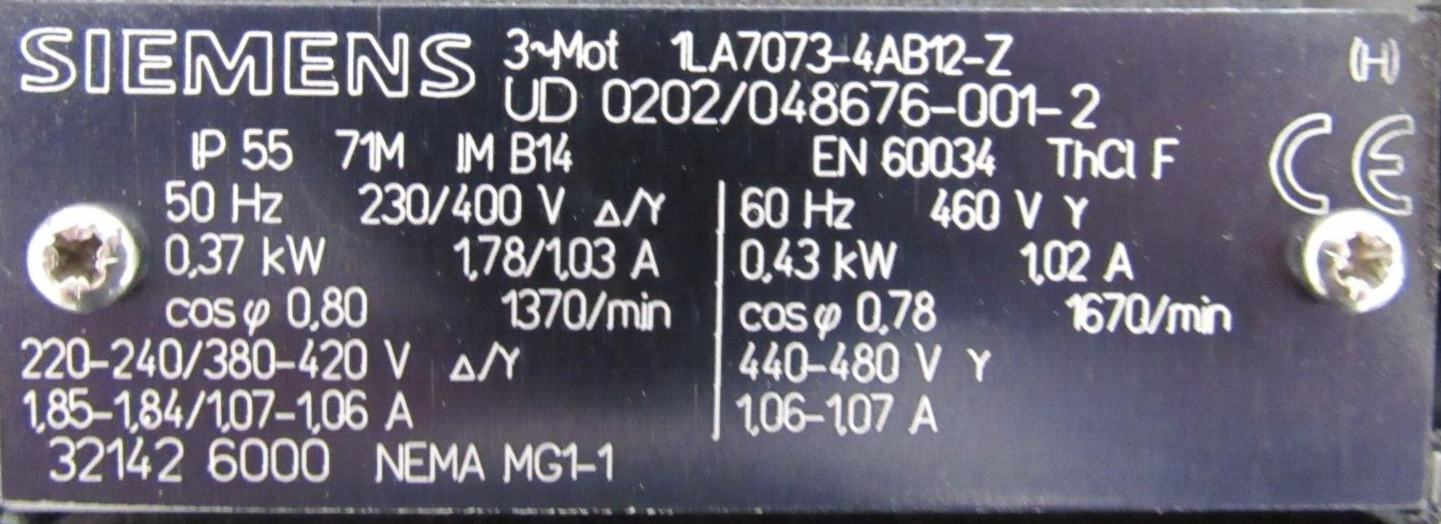 SIEMENS 3~Mot 1LA7073-4AB12-Z (H)
UD 0202/048676-001-2
IP 55 71M IM B14 EN 60034 Th.Cl F CE
50 Hz 230/400 V Δ/Y 60 Hz 460 V Y
0,37 kW 1,78/1,03 A 0,43 kW 1,02 A
cos φ 0,80 1370/min cos φ 0,78 1670/min
220-240/380-420 V Δ/Y 440-480 V Y
1,85-1,84/1,07-1,06 A 1,06-1,07 A
32142 6000 NEMA MG1-1